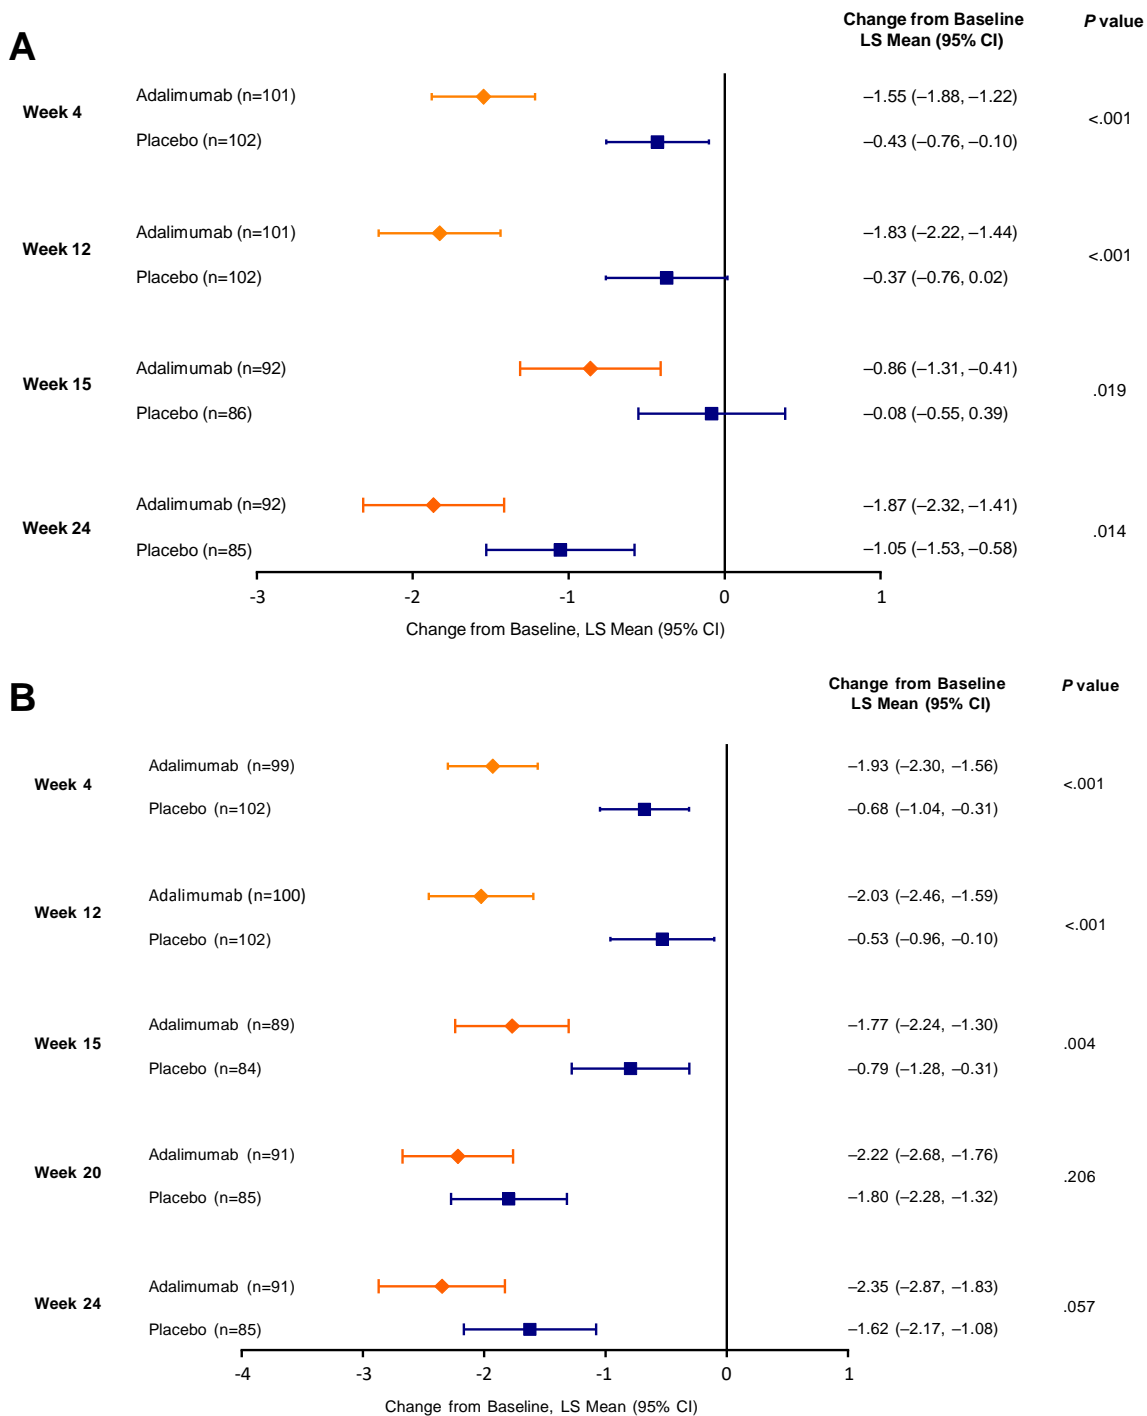 A
Change from Baseline
LS Mean (95% CI)
P value
Week 4
Adalimumab (n=101)
–1.55 (–1.88, –1.22)
<.001
Placebo (n=102)
–0.43 (–0.76, –0.10)
Week 12
Adalimumab (n=101)
–1.83 (–2.22, –1.44)
<.001
Placebo (n=102)
–0.37 (–0.76, 0.02)
Week 15
Adalimumab (n=92)
–0.86 (–1.31, –0.41)
.019
Placebo (n=86)
–0.08 (–0.55, 0.39)
Week 24
Adalimumab (n=92)
–1.87 (–2.32, –1.41)
.014
Placebo (n=85)
–1.05 (–1.53, –0.58)
-3 -2 -1 0 1
Change from Baseline, LS Mean (95% CI)
B
Change from Baseline
LS Mean (95% CI)
P value
Week 4
Adalimumab (n=99)
–1.93 (–2.30, –1.56)
<.001
Placebo (n=102)
–0.68 (–1.04, –0.31)
Week 12
Adalimumab (n=100)
–2.03 (–2.46, –1.59)
<.001
Placebo (n=102)
–0.53 (–0.96, –0.10)
Week 15
Adalimumab (n=89)
–1.77 (–2.24, –1.30)
.004
Placebo (n=84)
–0.79 (–1.28, –0.31)
Week 20
Adalimumab (n=91)
–2.22 (–2.68, –1.76)
.206
Placebo (n=85)
–1.80 (–2.28, –1.32)
Week 24
Adalimumab (n=91)
–2.35 (–2.87, –1.83)
.057
Placebo (n=85)
–1.62 (–2.17, –1.08)
-4 -3 -2 -1 0 1
Change from Baseline, LS Mean (95% CI)